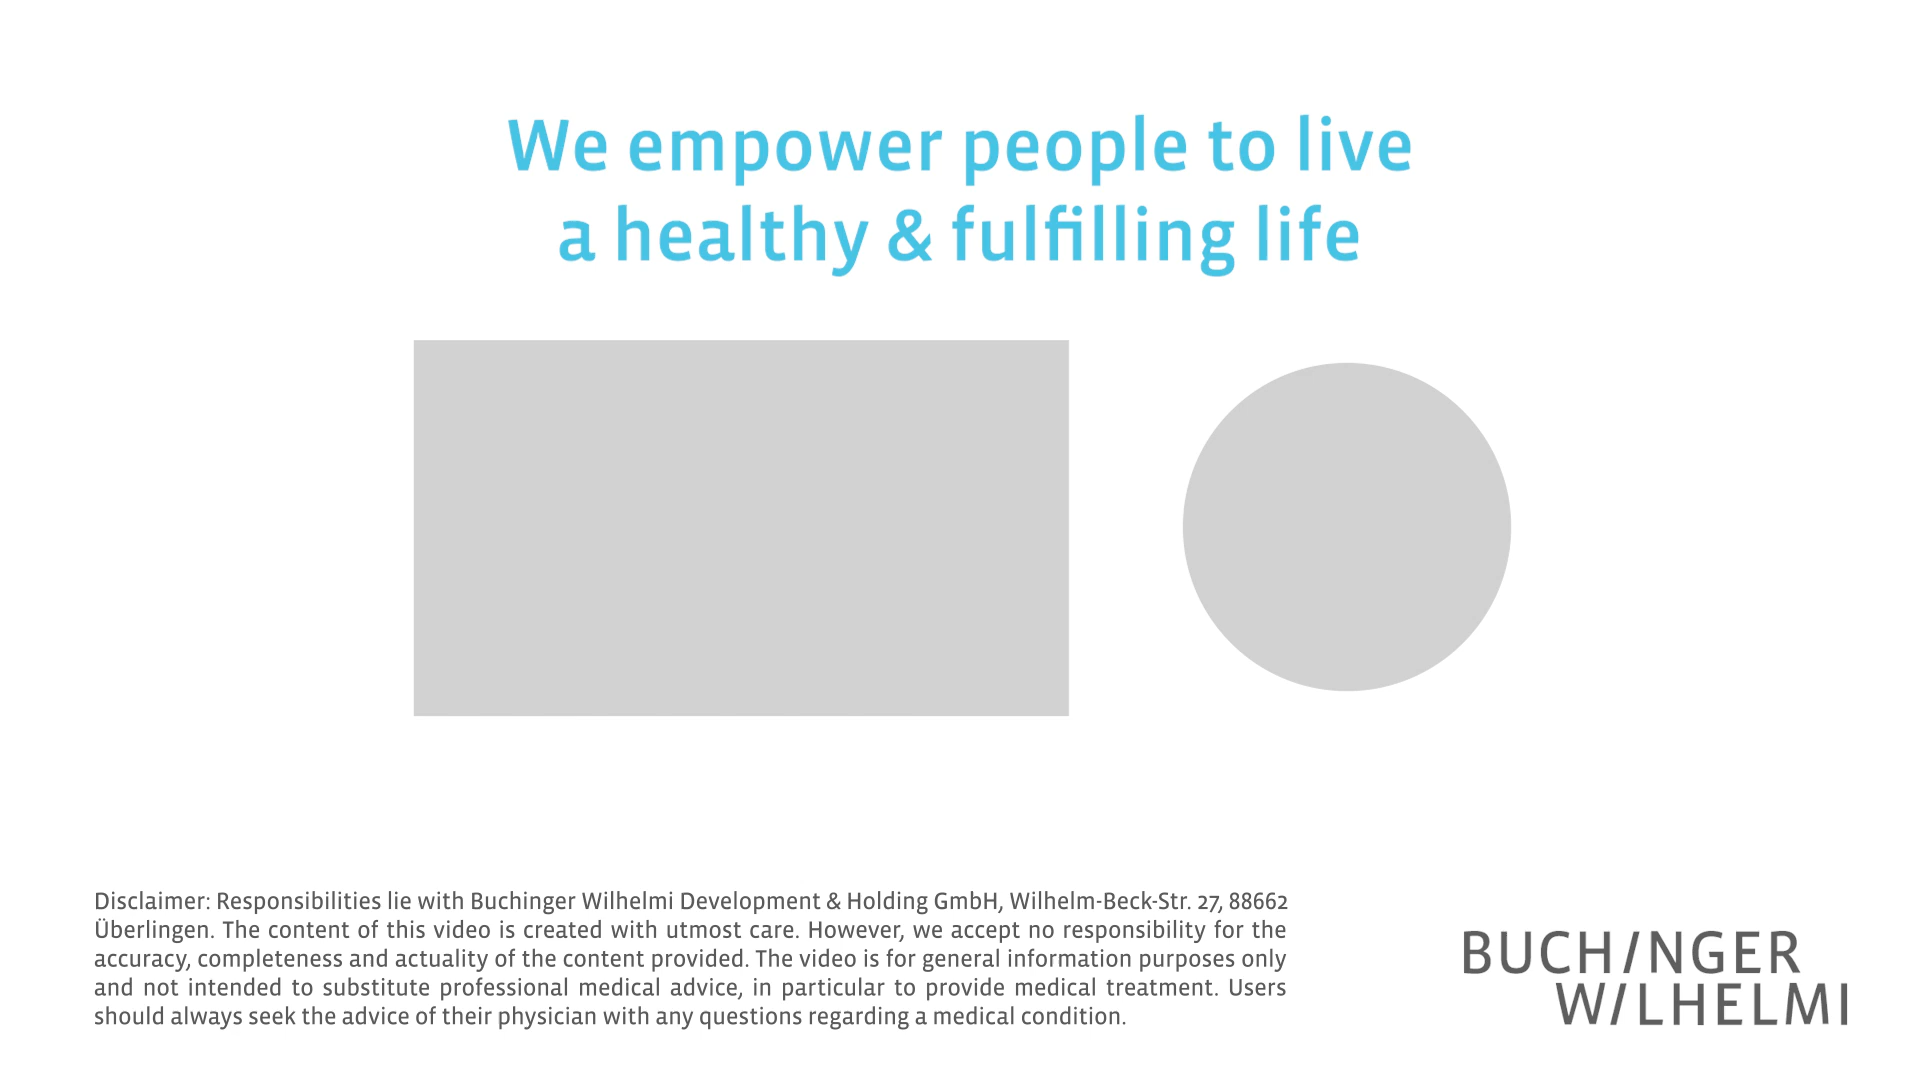 We empower people to live
a healthy & fulfilling life
Disclaimer: Responsibilities lie with Buchinger Wilhelmi Development & Holding GmbH, Wilhelm-Beck-Str. 27, 88662
Überlingen. The content of this video is created with utmost care. However, we accept no responsibility for the
accuracy, completeness and actuality of the content provided. The video is for general information purposes only
and not intended to substitute professional medical advice, in particular to provide medical treatment. Users
should always seek the advice of their physician with any questions regarding a medical condition.
BUCHINGER
WILHELMI